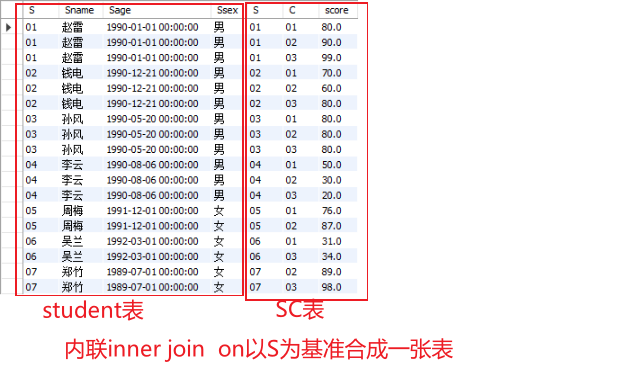 S Sname Sage Ssex S C score
01 赵雷 1990-01-01 00:00:00 男 01 01 80.0
01 赵雷 1990-01-01 00:00:00 男 01 02 90.0
01 赵雷 1990-01-01 00:00:00 男 01 03 99.0
02 钱电 1990-12-21 00:00:00 男 02 01 70.0
02 钱电 1990-12-21 00:00:00 男 02 02 60.0
02 钱电 1990-12-21 00:00:00 男 02 03 80.0
03 孙风 1990-05-20 00:00:00 男 03 01 80.0
03 孙风 1990-05-20 00:00:00 男 03 02 80.0
03 孙风 1990-05-20 00:00:00 男 03 03 80.0
04 李云 1990-08-06 00:00:00 男 04 01 50.0
04 李云 1990-08-06 00:00:00 男 04 02 30.0
04 李云 1990-08-06 00:00:00 男 04 03 20.0
05 周梅 1991-12-01 00:00:00 女 05 01 76.0
05 周梅 1991-12-01 00:00:00 女 05 02 87.0
06 吴兰 1992-03-01 00:00:00 女 06 01 31.0
06 吴兰 1992-03-01 00:00:00 女 06 03 34.0
07 郑竹 1989-07-01 00:00:00 女 07 02 89.0
07 郑竹 1989-07-01 00:00:00 女 07 03 98.0
student表 SC表
内联inner join on以S为基准合成一张表